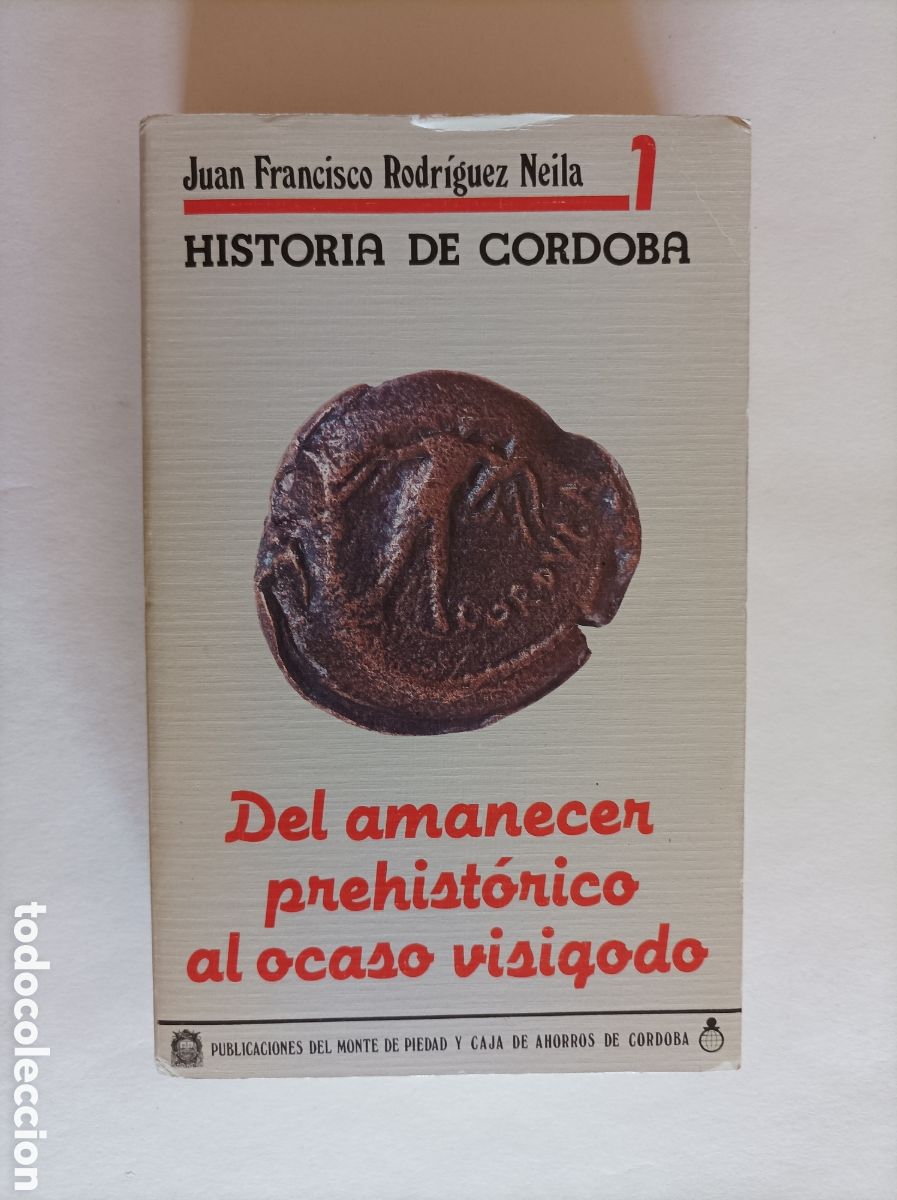 Juan Francisco Rodríguez Neila 1
HISTORIA DE CORDOBA
CORDVBA
Del amanecer
prehistórico
al ocaso visigodo
PUBLICACIONES DEL MONTE DE PIEDAD Y CAJA DE AHORROS DE CORDOBA
todocoleccion